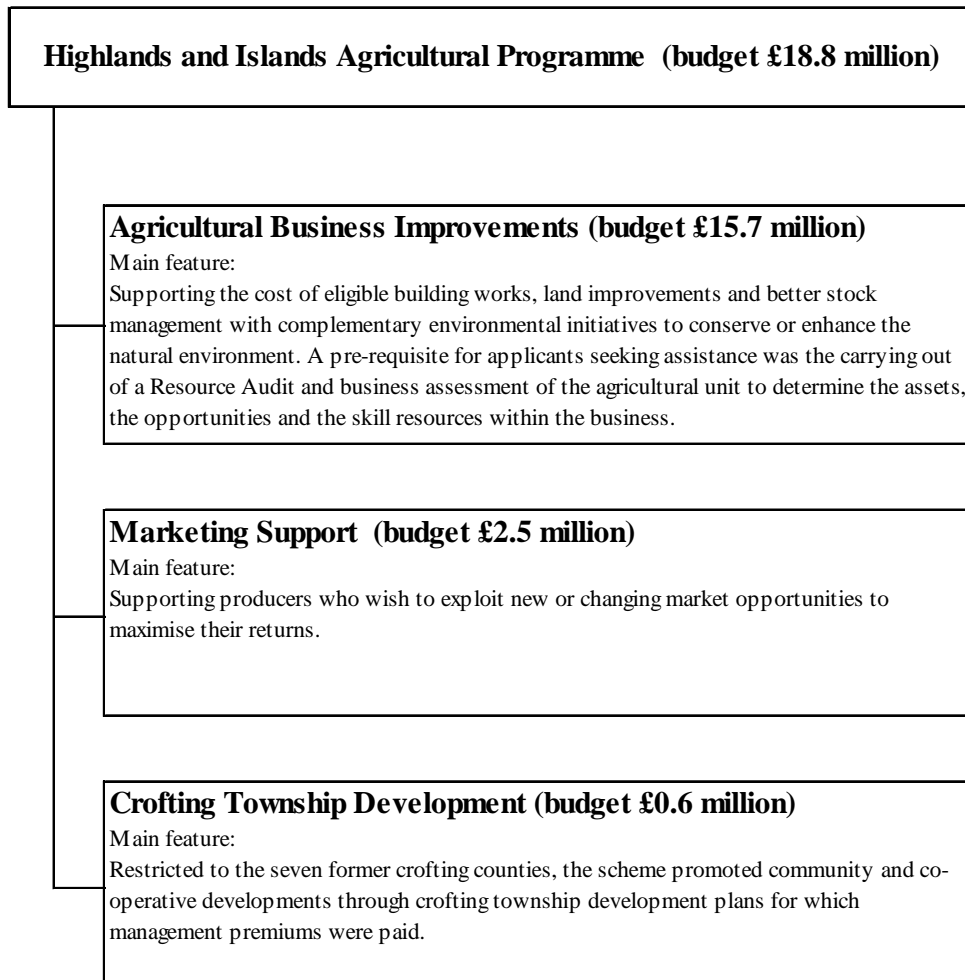 Highlands and Islands Agricultural Programme (budget £18.8 million)
Agricultural Business Improvements (budget £15.7 million)
Main feature:
Supporting the cost of eligible building works, land improvements and better stock
management with complementary environmental initiatives to conserve or enhance the
natural environment. A pre-requisite for applicants seeking assistance was the carrying out
of a Resource Audit and business assessment of the agricultural unit to determine the assets,
the opportunities and the skill resources within the business.
Marketing Support (budget £2.5 million)
Main feature:
Supporting producers who wish to exploit new or changing market opportunities to
maximise their returns.
Crofting Township Development (budget £0.6 million)
Main feature:
Restricted to the seven former crofting counties, the scheme promoted community and co-
operative developments through crofting township development plans for which
management premiums were paid.